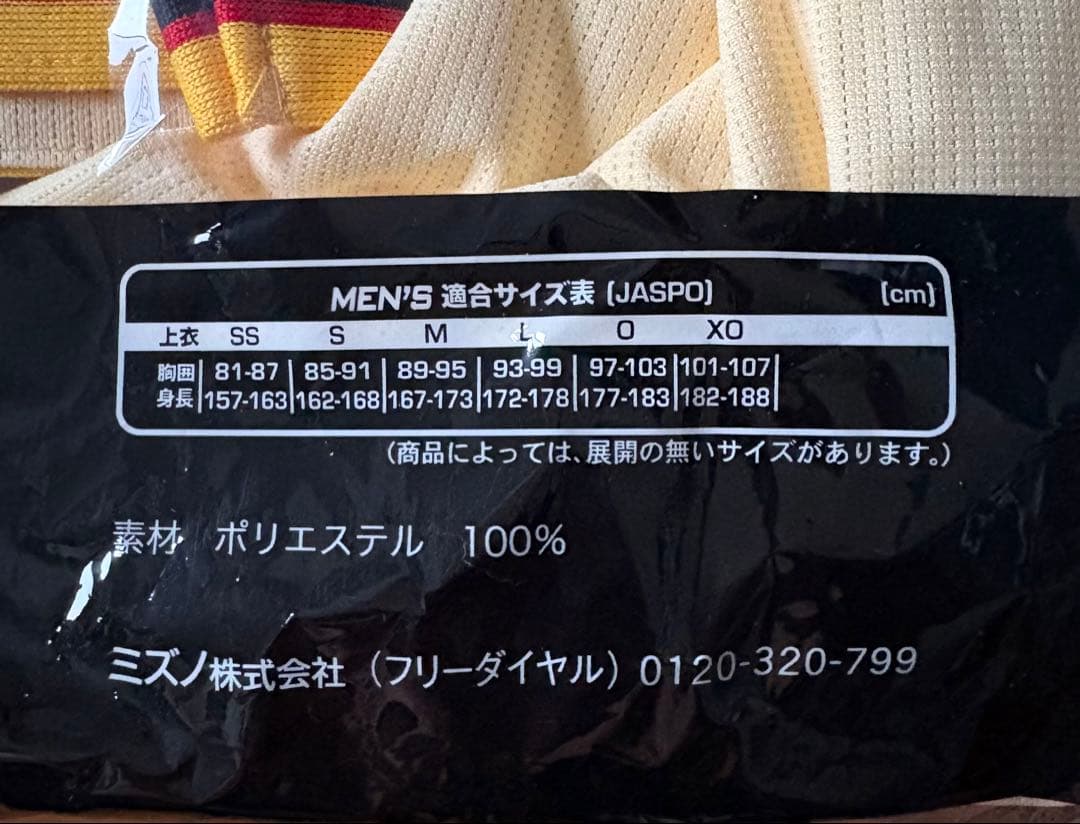 MEN'S 適合サイズ表 [JASPO] [cm]
上衣 SS S M L O XO
胸囲 81-87 85-91 89-95 93-99 97-103 101-107
身長 157-163 162-168 167-173 172-178 177-183 182-188
(商品によっては、展開の無いサイズがあります。)
素材 ポリエステル 100%
ミズノ株式会社 (フリーダイヤル) 0120-320-799